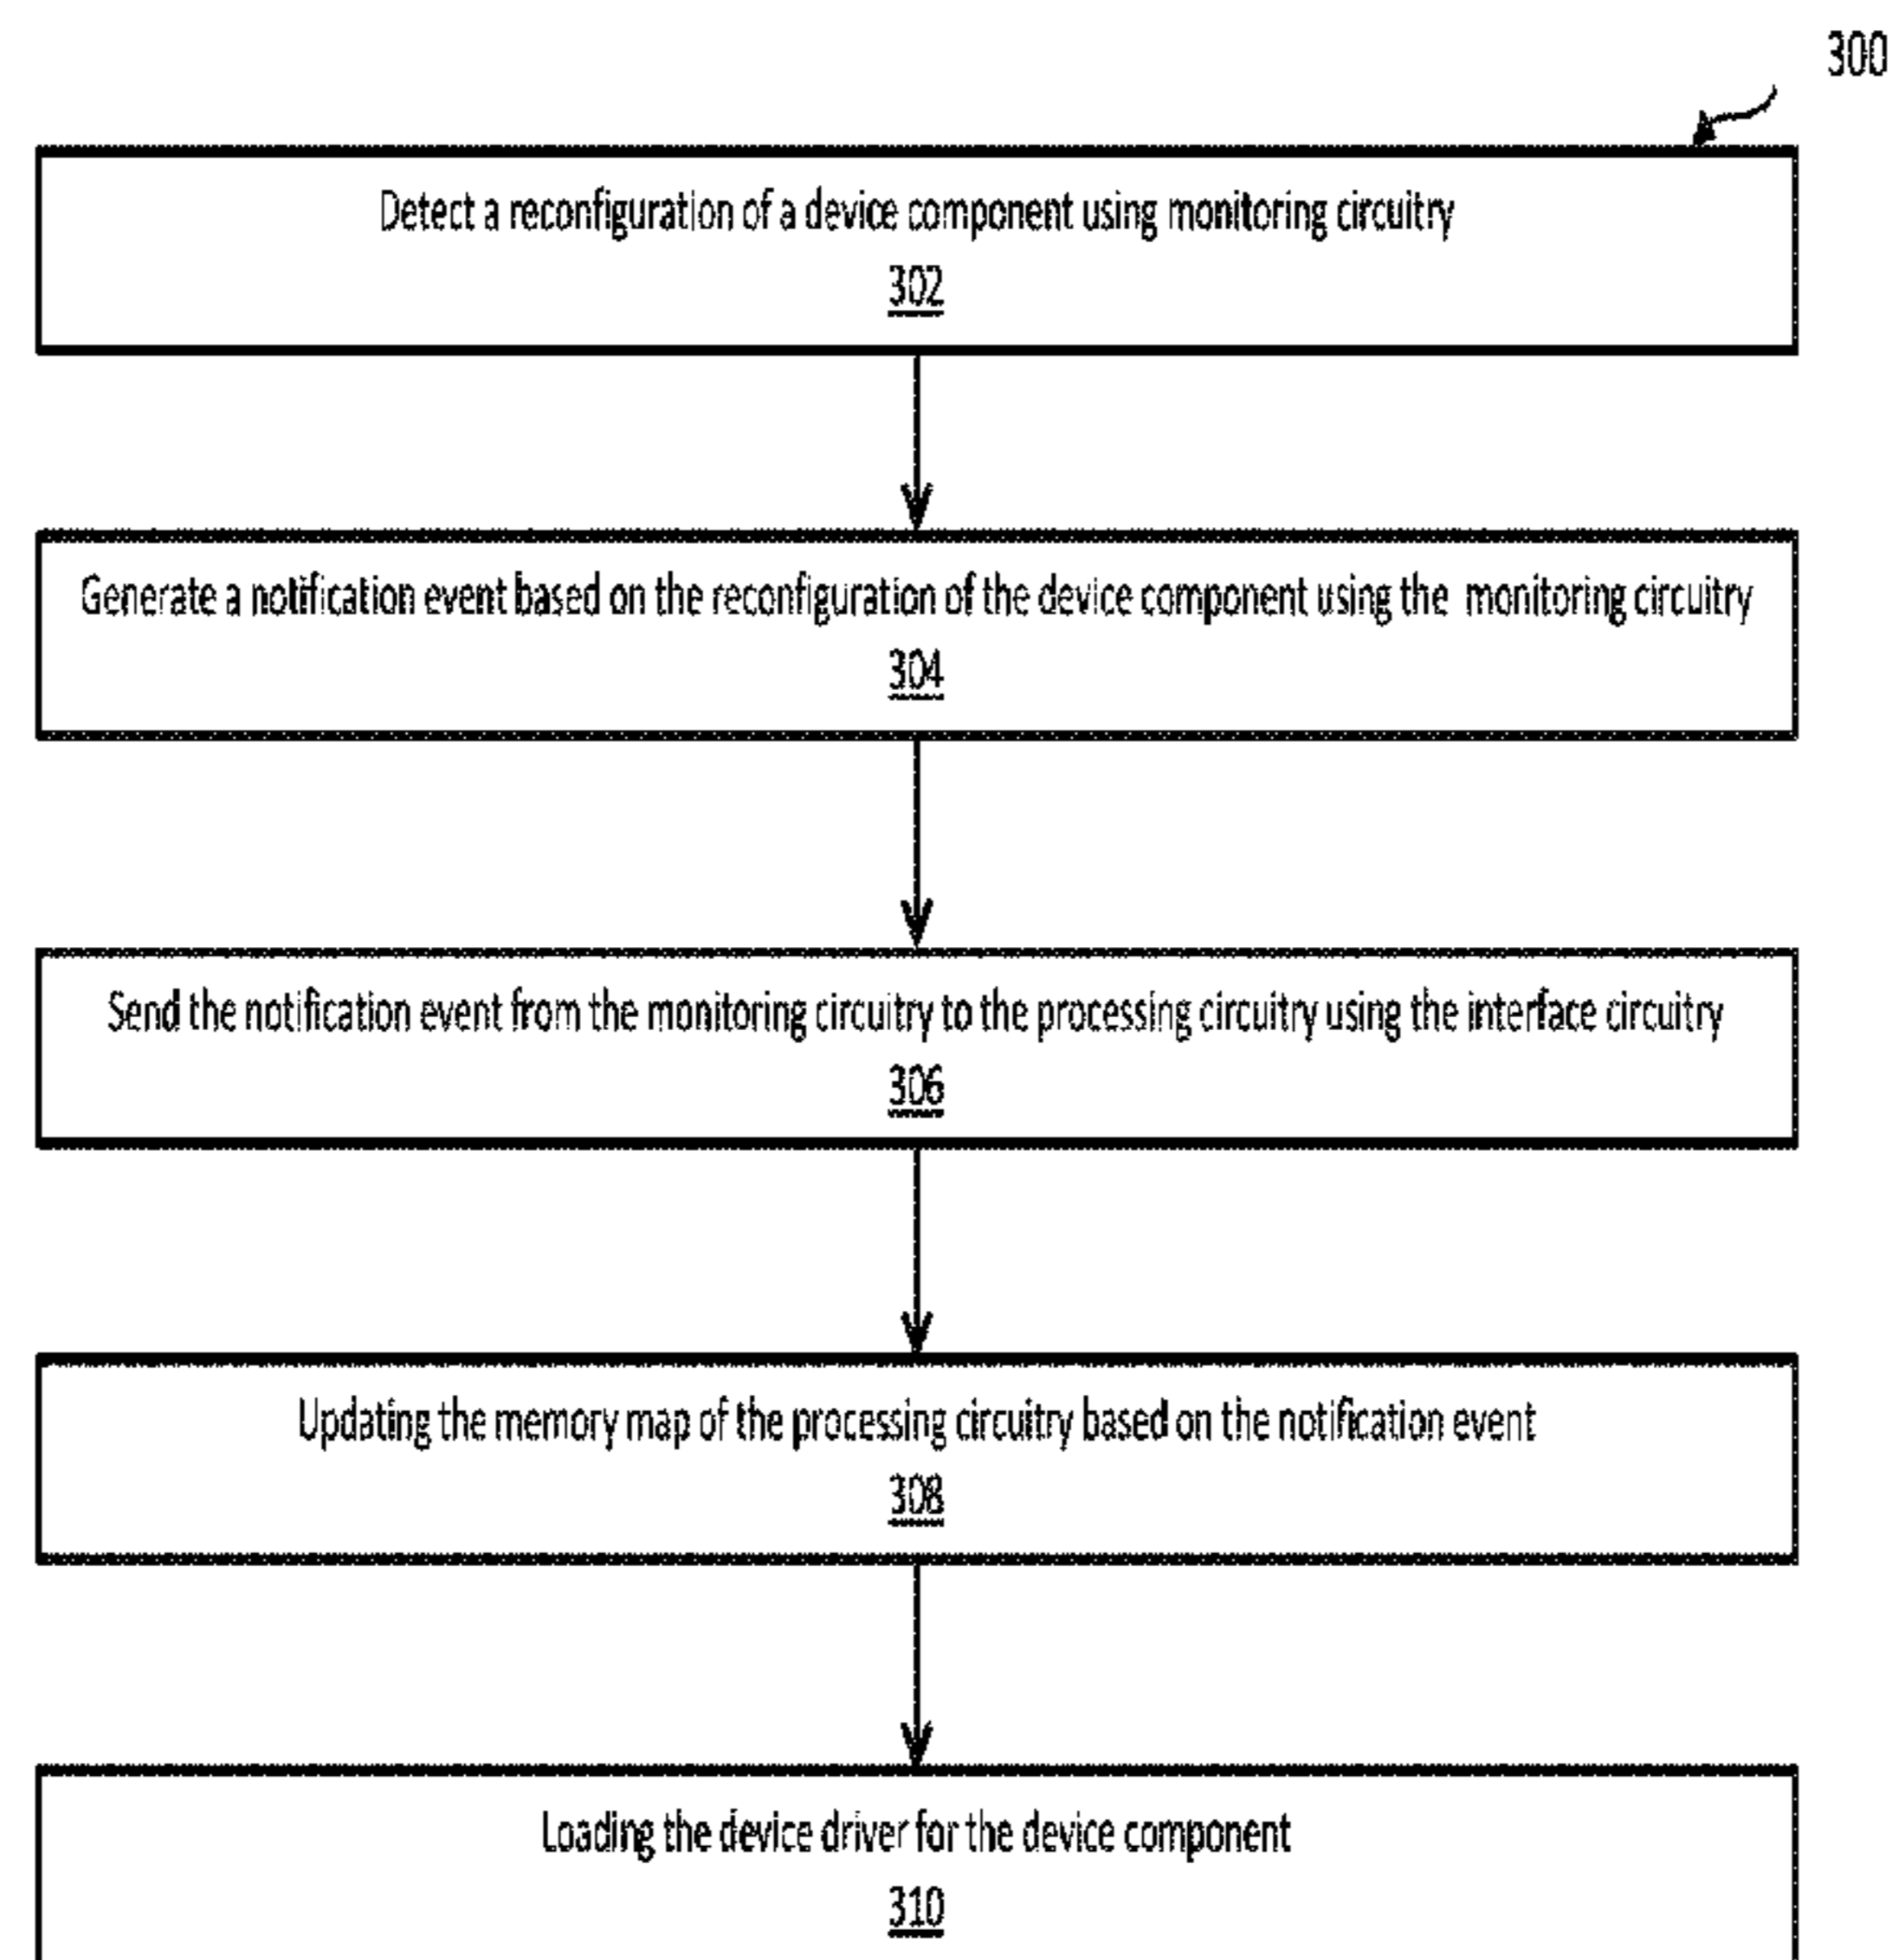 300
Detect a reconfiguration of a device component using monitoring circuitry
302
Generate a notification event based on the reconfiguration of the device component using the monitoring circuitry
304
Send the notification event from the monitoring circuitry to the processing circuitry using the interface circuitry
306
Updating the memory map of the processing circuitry based on the notification event
308
Loading the device driver for the device component
310